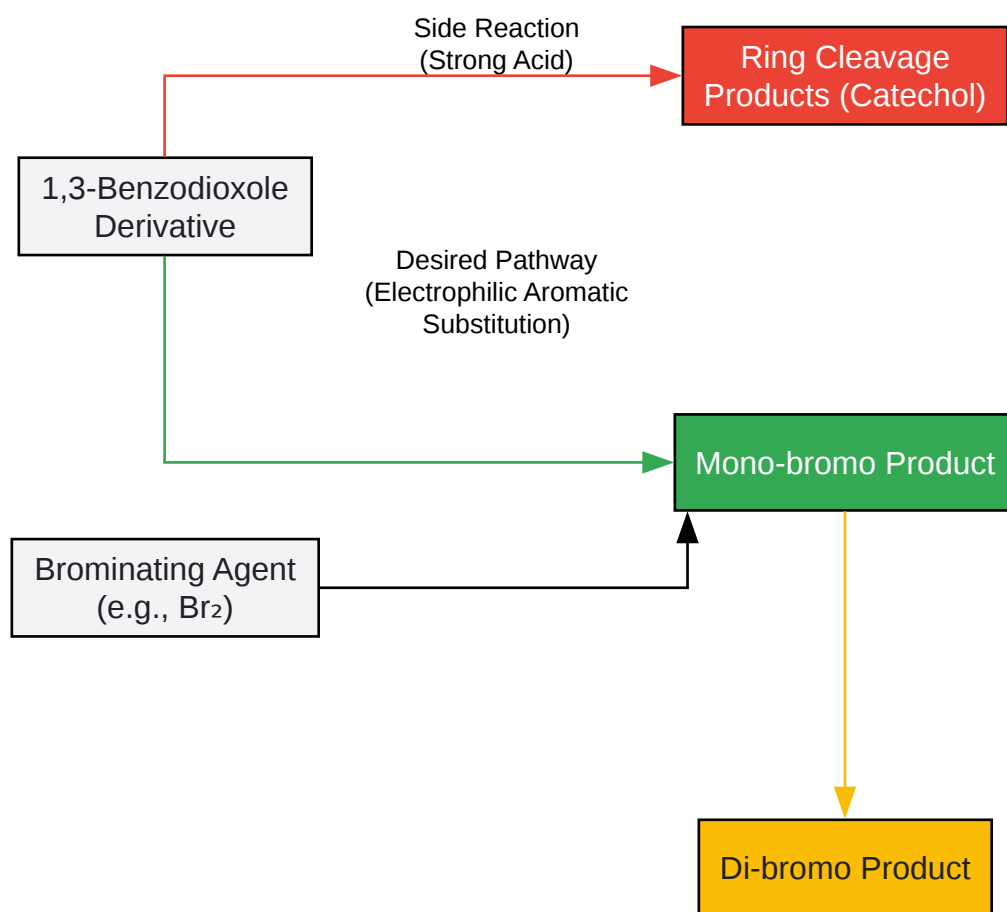 Side Reaction
(Strong Acid)
Ring Cleavage
Products (Catechol)
1,3-Benzodioxole
Derivative
Desired Pathway
(Electrophilic Aromatic
Substitution)
Mono-bromo Product
Brominating Agent
(e.g., Br₂)
Di-bromo Product